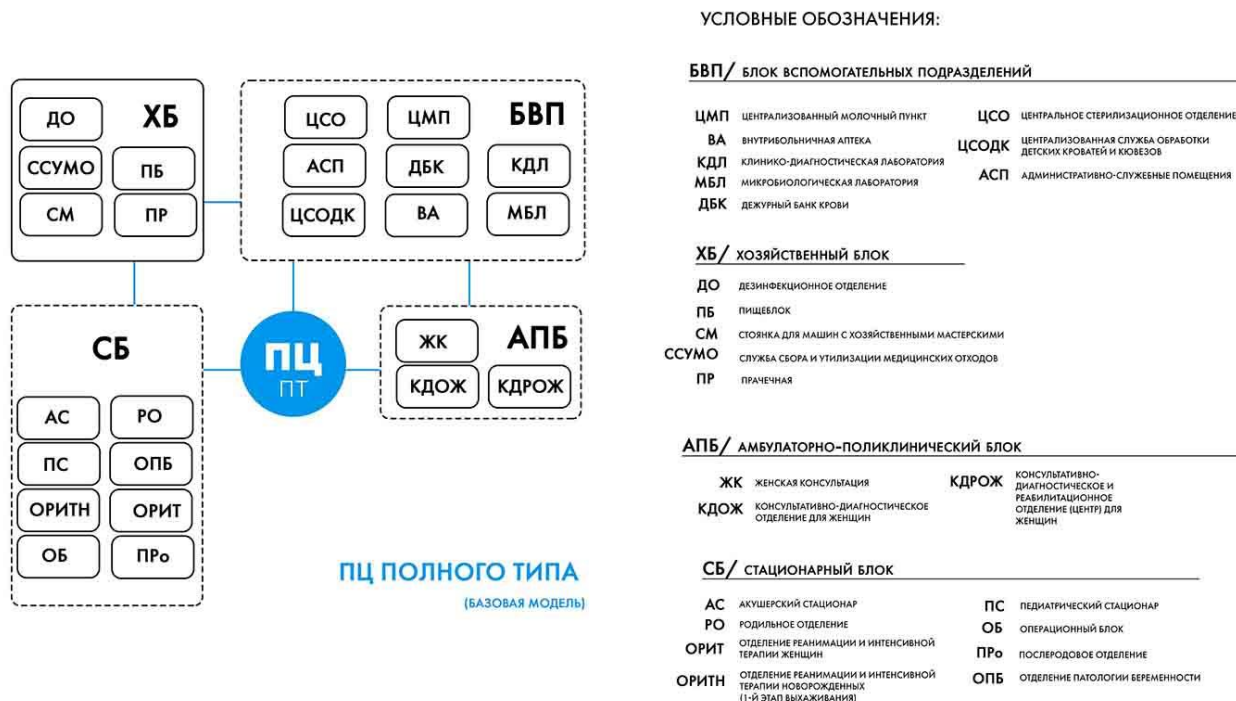 ХБ
ДО
ССУМО
ПБ
СМ
ПР
БВП
ЦСО
ЦМП
АСП
ДБК
КДЛ
ЦСОДК
ВА
МБЛ
СБ
АС
РО
ПС
ОПБ
ОРИТН
ОРИТ
ОБ
ПРо
ПЦ
ПТ
АПБ
ЖК
КДОЖ
КДРОЖ
ПЦ ПОЛНОГО ТИПА
(БАЗОВАЯ МОДЕЛЬ)
УСЛОВНЫЕ ОБОЗНАЧЕНИЯ:
БВП/ БЛОК ВСПОМОГАТЕЛЬНЫХ ПОДРАЗДЕЛЕНИЙ
ЦМП ЦЕНТРАЛИЗОВАННЫЙ МОЛОЧНЫЙ ПУНКТ
ВА ВНУТРИБОЛЬНИЧНАЯ АПТЕКА
КДЛ КЛИНИКО-ДИАГНОСТИЧЕСКАЯ ЛАБОРАТОРИЯ
МБЛ МИКРОБИОЛОГИЧЕСКАЯ ЛАБОРАТОРИЯ
ДБК ДЕЖУРНЫЙ БАНК КРОВИ
ЦСО ЦЕНТРАЛЬНОЕ СТЕРИЛИЗАЦИОННОЕ ОТДЕЛЕНИЕ
ЦСОДК ЦЕНТРАЛИЗОВАННАЯ СЛУЖБА ОБРАБОТКИ
ДЕТСКИХ КРОВАТЕЙ И КЮВЕЗОВ
АСП АДМИНИСТРАТИВНО-СЛУЖЕБНЫЕ ПОМЕЩЕНИЯ
ХБ/ ХОЗЯЙСТВЕННЫЙ БЛОК
ДО ДЕЗИНФЕКЦИОННОЕ ОТДЕЛЕНИЕ
ПБ ПИЩЕБЛОК
СМ СТОЯНКА ДЛЯ МАШИН С ХОЗЯЙСТВЕННЫМИ МАСТЕРСКИМИ
ССУМО СЛУЖБА СБОРА И УТИЛИЗАЦИИ МЕДИЦИНСКИХ ОТХОДОВ
ПР ПРАЧЕЧНАЯ
АПБ/ АМБУЛАТОРНО-ПОЛИКЛИНИЧЕСКИЙ БЛОК
ЖК ЖЕНСКАЯ КОНСУЛЬТАЦИЯ
КДОЖ КОНСУЛЬТАТИВНО-ДИАГНОСТИЧЕСКОЕ
ОТДЕЛЕНИЕ ДЛЯ ЖЕНЩИН
КДРОЖ КОНСУЛЬТАТИВНО-
ДИАГНОСТИЧЕСКОЕ И
РЕАБИЛИТАЦИОННОЕ
ОТДЕЛЕНИЕ (ЦЕНТР) ДЛЯ
ЖЕНЩИН
СБ/ СТАЦИОНАРНЫЙ БЛОК
АС АКУШЕРСКИЙ СТАЦИОНАР
РО РОДИЛЬНОЕ ОТДЕЛЕНИЕ
ОРИТ ОТДЕЛЕНИЕ РЕАНИМАЦИИ И ИНТЕНСИВНОЙ
ТЕРАПИИ ЖЕНЩИН
ОРИТН ОТДЕЛЕНИЕ РЕАНИМАЦИИ И ИНТЕНСИВНОЙ
ТЕРАПИИ НОВОРОЖДЕННЫХ
(1-Й ЭТАП ВЫХАЖИВАНИЯ)
ПС ПЕДИАТРИЧЕСКИЙ СТАЦИОНАР
ОБ ОПЕРАЦИОННЫЙ БЛОК
ПРо ПОСЛЕРОДОВОЕ ОТДЕЛЕНИЕ
ОПБ ОТДЕЛЕНИЕ ПАТОЛОГИИ БЕРЕМЕННОСТИ